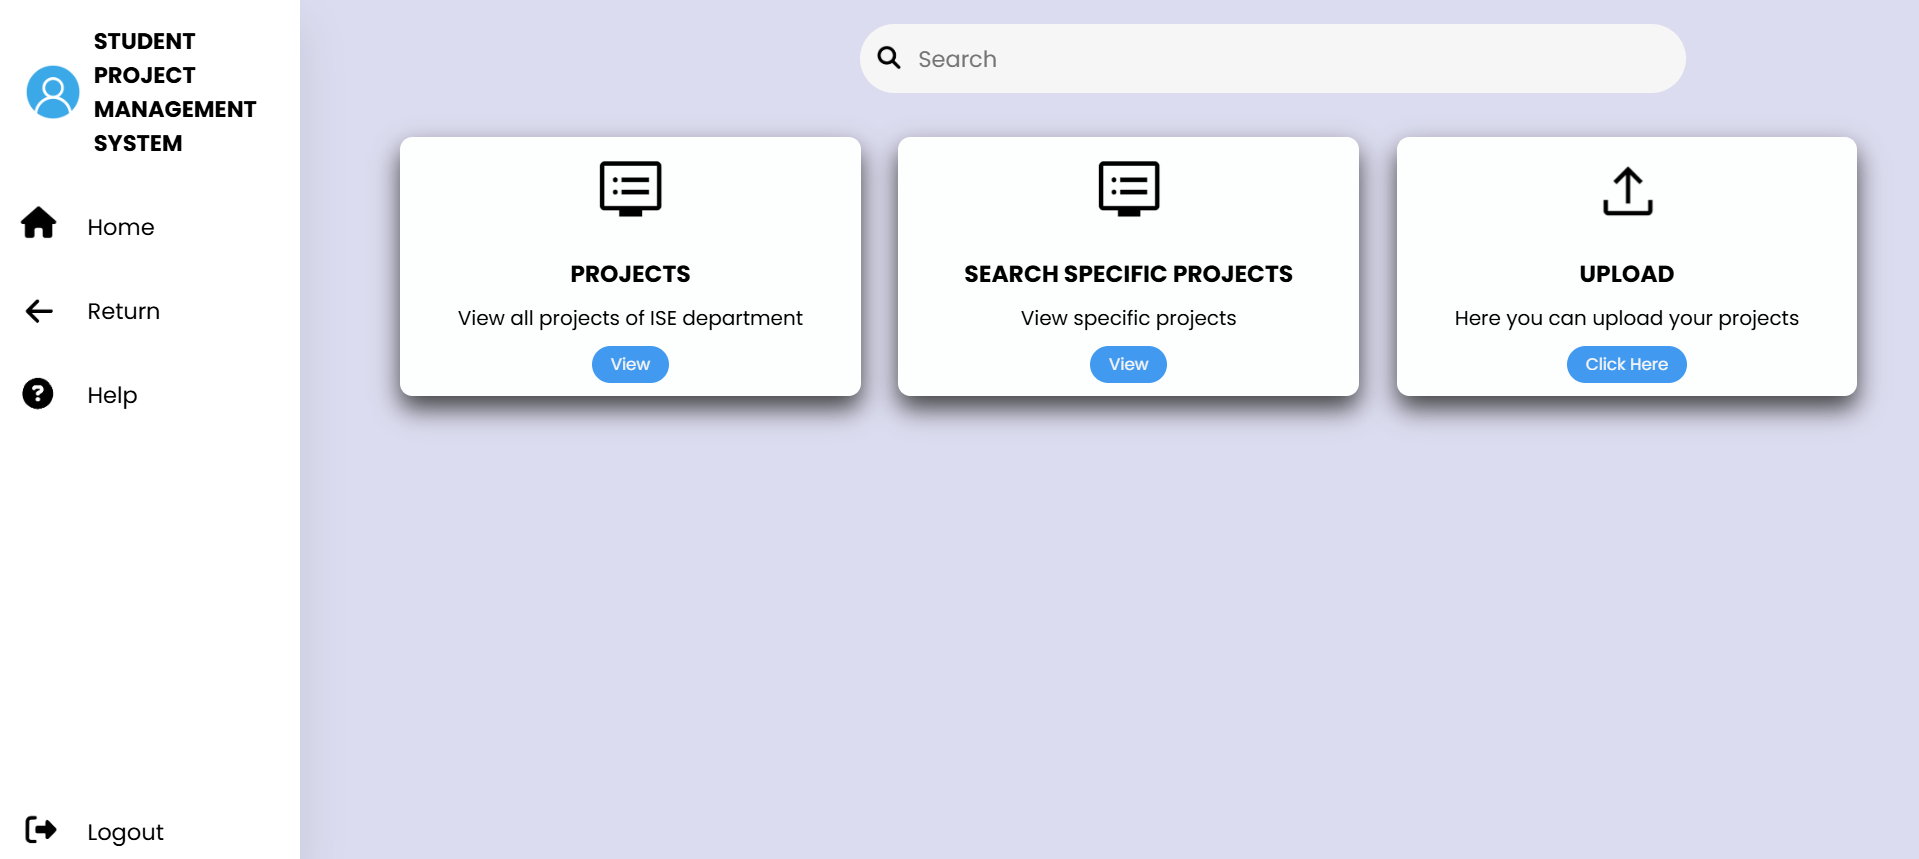 STUDENT
PROJECT
MANAGEMENT
SYSTEM
Home
Return
Help
Logout
Search
PROJECTS
View all projects of ISE department
View
SEARCH SPECIFIC PROJECTS
View specific projects
View
UPLOAD
Here you can upload your projects
Click Here